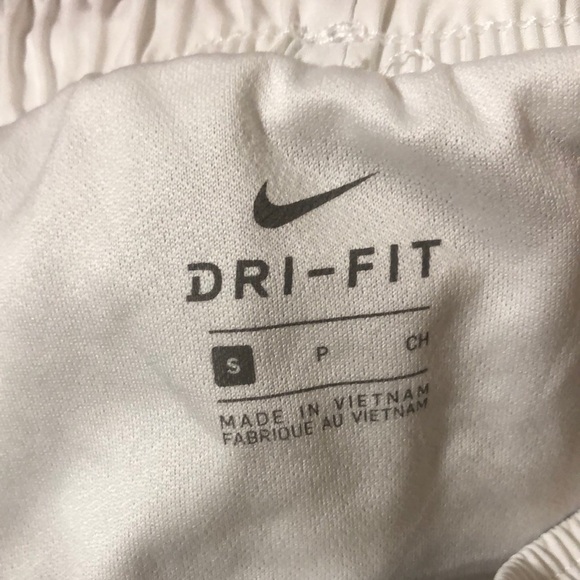 DRI-FIT
S P CH
MADE IN VIETNAM
FABRIQUE AU VIETNAM